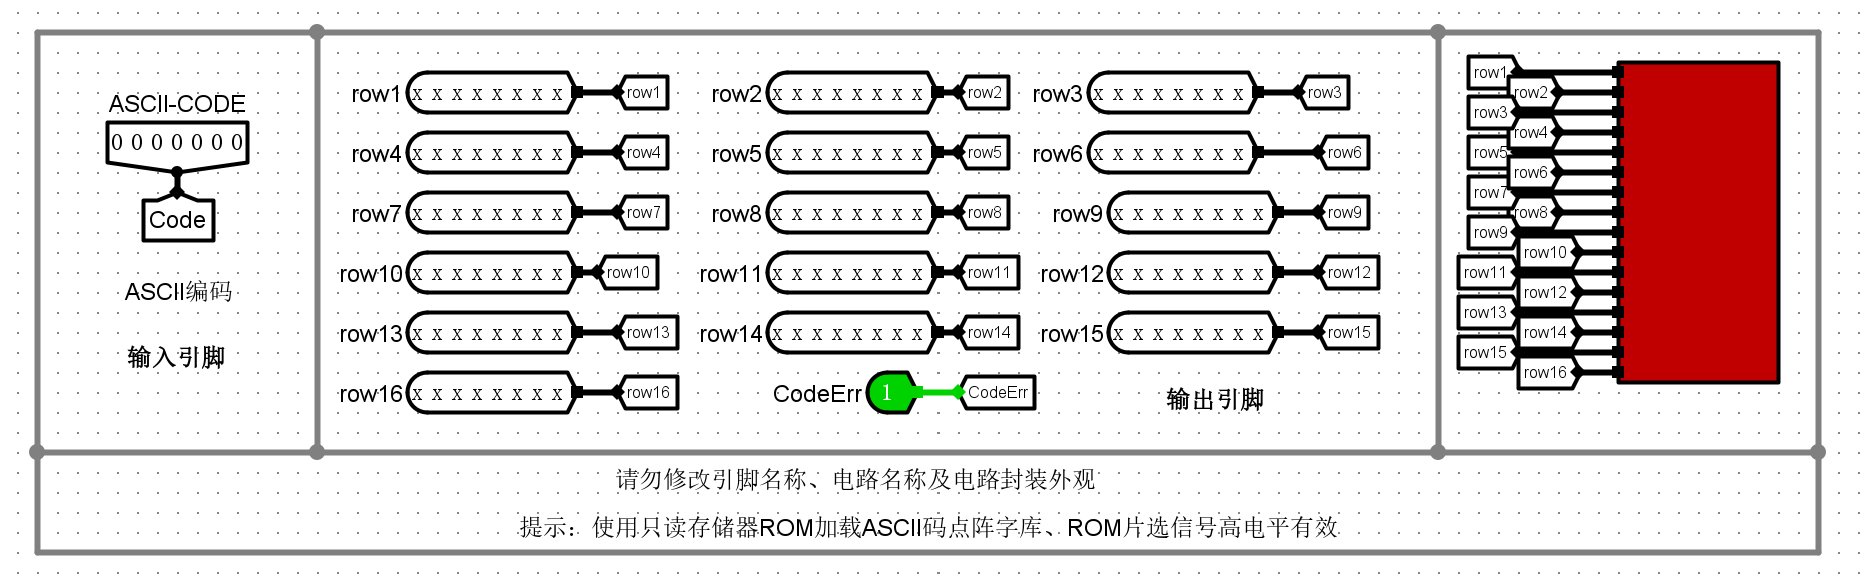 ASCII-CODE
0 0 0 0 0 0 0
Code
ASCII编码
输入引脚
row1 x x x x x x x x row1
row2 x x x x x x x x row2
row3 x x x x x x x x row3
row4 x x x x x x x x row4
row5 x x x x x x x x row5
row6 x x x x x x x x row6
row7 x x x x x x x x row7
row8 x x x x x x x x row8
row9 x x x x x x x x row9
row10 x x x x x x x x row10
row11 x x x x x x x x row11
row12 x x x x x x x x row12
row13 x x x x x x x x row13
row14 x x x x x x x x row14
row15 x x x x x x x x row15
row16 x x x x x x x x row16
CodeErr 1 CodeErr
输出引脚
row1
row2
row3
row4
row5
row6
row7
row8
row9
row10
row11
row12
row13
row14
row15
row16
请勿修改引脚名称、电路名称及电路封装外观
提示：使用只读存储器ROM加载ASCII码点阵字库、ROM片选信号高电平有效